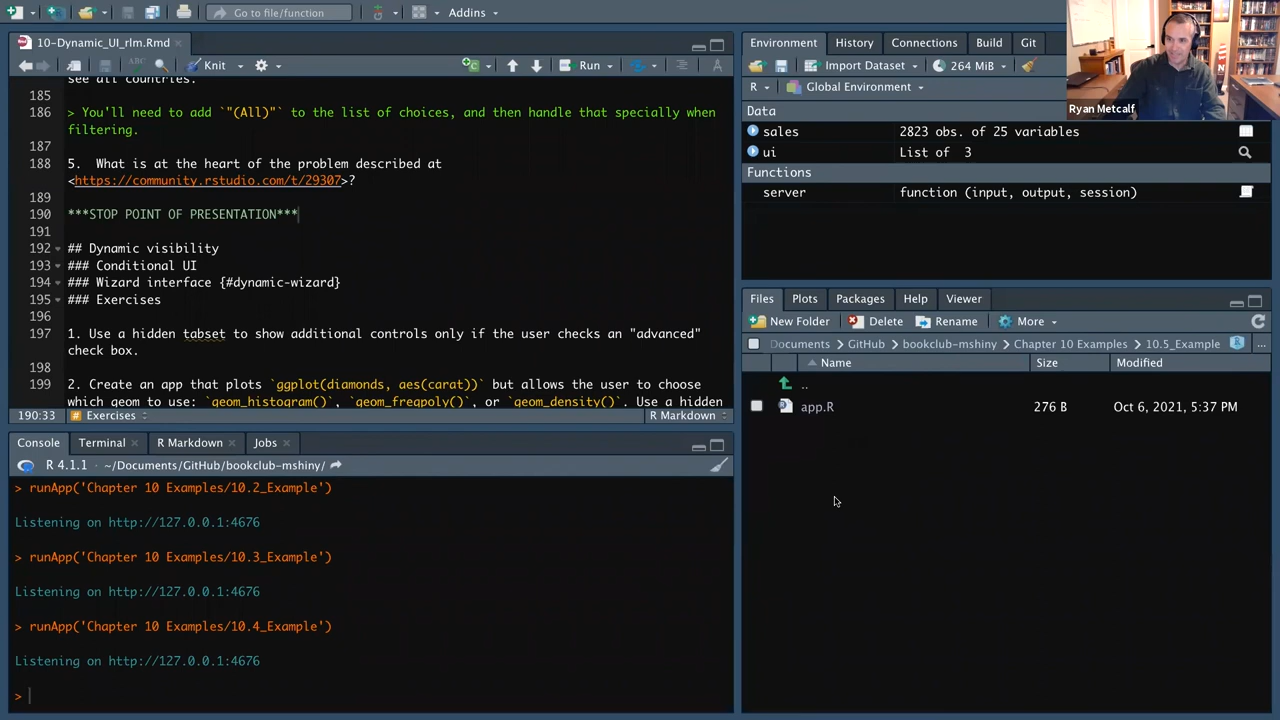 Go to file/function
Addins
10-Dynamic_UI_rlm.Rmd
Knit
Run
see all countries.
185
186 > You'll need to add `"(All)"` to the list of choices, and then handle that specially when
filtering.
187
188 5. What is at the heart of the problem described at
<https://community.rstudio.com/t/29307>?
189
190 ***STOP POINT OF PRESENTATION***
191
192 ## Dynamic visibility
193 ### Conditional UI
194 ### Wizard interface {#dynamic-wizard}
195 ### Exercises
196
197 1. Use a hidden tabset to show additional controls only if the user checks an "advanced"
check box.
198
199 2. Create an app that plots `ggplot(diamonds, aes(carat))` but allows the user to choose
which geom to use: `geom_histogram()`, `geom_freqpoly()`, or `geom_density()`. Use a hidden
190:33 # Exercises R Markdown
Console Terminal R Markdown Jobs
R 4.1.1 · ~/Documents/GitHub/bookclub-mshiny/
> runApp('Chapter 10 Examples/10.2_Example')
Listening on http://127.0.0.1:4676
> runApp('Chapter 10 Examples/10.3_Example')
Listening on http://127.0.0.1:4676
> runApp('Chapter 10 Examples/10.4_Example')
Listening on http://127.0.0.1:4676
>
Environment History Connections Build Git
Import Dataset 264 MiB
R Global Environment
Data
sales 2823 obs. of 25 variables
ui List of 3
Functions
server function (input, output, session)
Files Plots Packages Help Viewer
New Folder Delete Rename More
Documents GitHub bookclub-mshiny Chapter 10 Examples 10.5_Example ...
Name Size Modified
..
app.R 276 B Oct 6, 2021, 5:37 PM
Ryan Metcalf